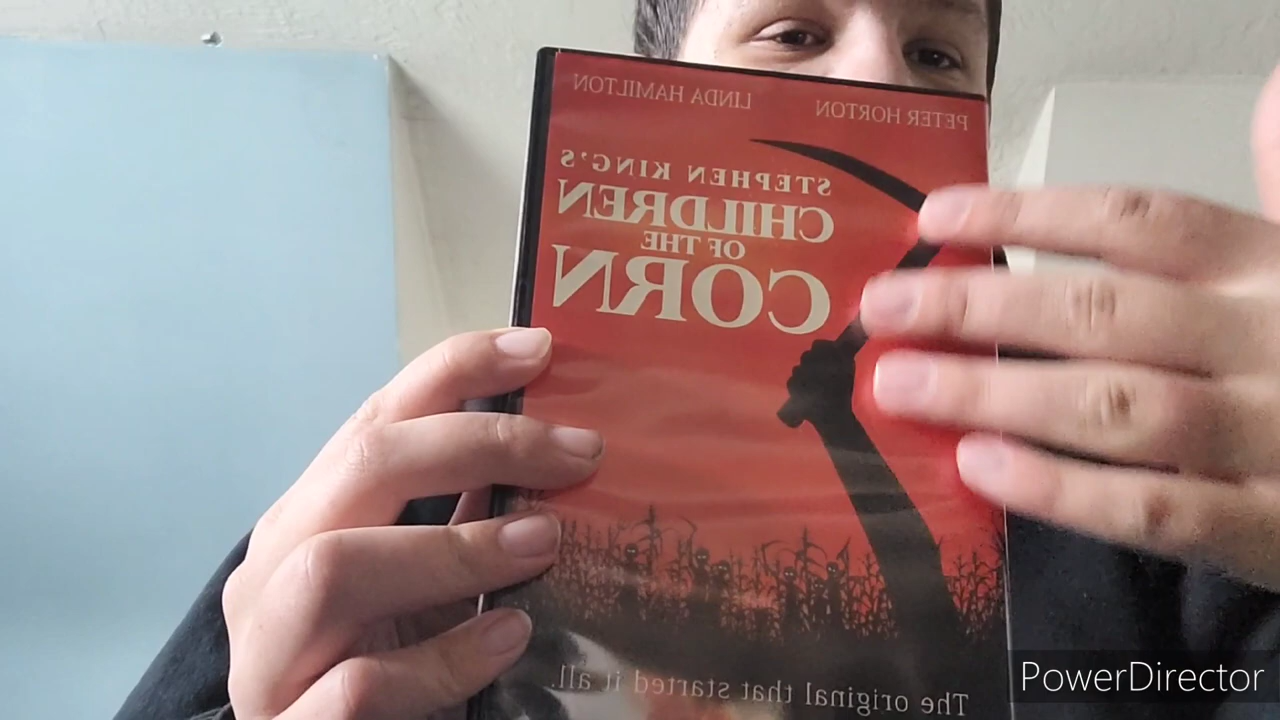 PETER HORTON LINDA HAMILTON
STEPHEN KING'S
CHILDREN
OF THE
CORN
The original that started it all.
PowerDirector